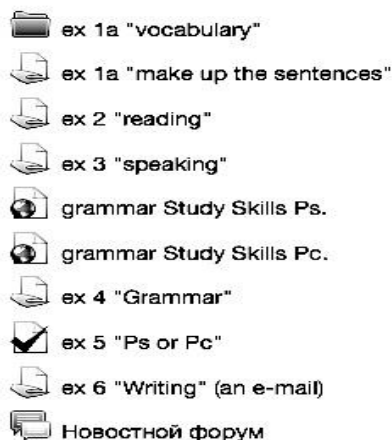 ex 1a "vocabulary"
ex 1a "make up the sentences"
ex 2 "reading"
ex 3 "speaking"
grammar Study Skills Ps.
grammar Study Skills Pc.
ex 4 "Grammar"
ex 5 "Ps or Pc"
ex 6 "Writing" (an e-mail)
Новостной форум